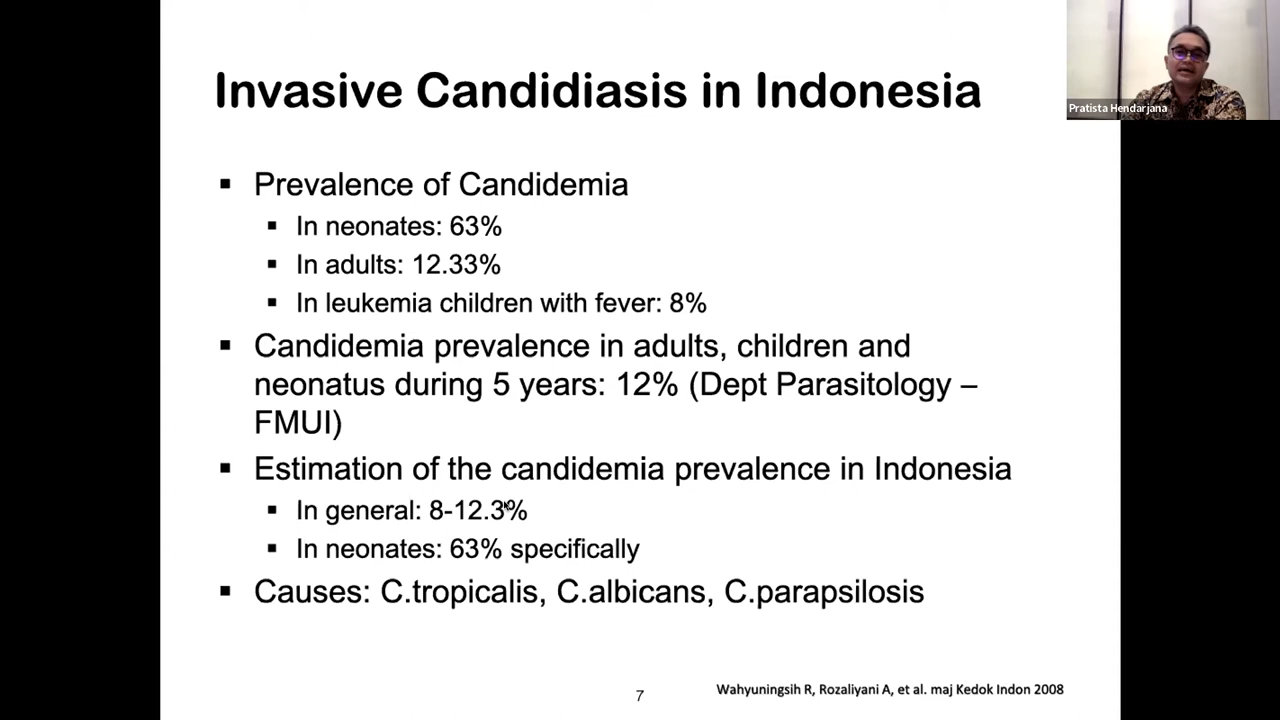 Invasive Candidiasis in Indonesia
Pratista Hendarjana
▪ Prevalence of Candidemia
▪ In neonates: 63%
▪ In adults: 12.33%
▪ In leukemia children with fever: 8%
▪ Candidemia prevalence in adults, children and
neonatus during 5 years: 12% (Dept Parasitology –
FMUI)
▪ Estimation of the candidemia prevalence in Indonesia
▪ In general: 8-12.3%
▪ In neonates: 63% specifically
▪ Causes: C.tropicalis, C.albicans, C.parapsilosis
Wahyuningsih R, Rozaliyani A, et al. maj Kedok Indon 2008
7